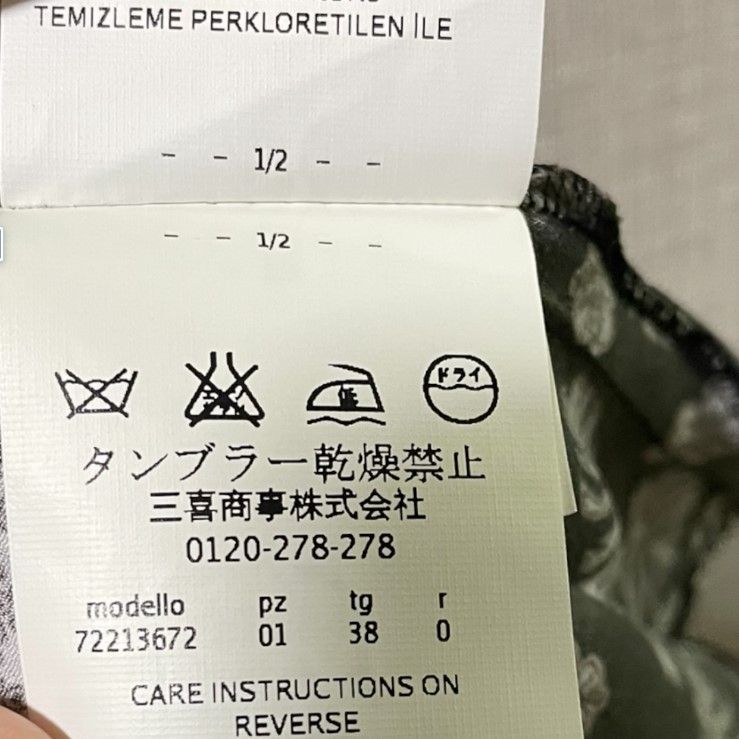 TEMIZLEME PERKLORETILEN İLE
- - 1/2 - -
- - 1/2 - -
低
ドライ
タンブラー乾燥禁止
三喜商事株式会社
0120-278-278
modello pz tg r
72213672 01 38 0
CARE INSTRUCTIONS ON
REVERSE